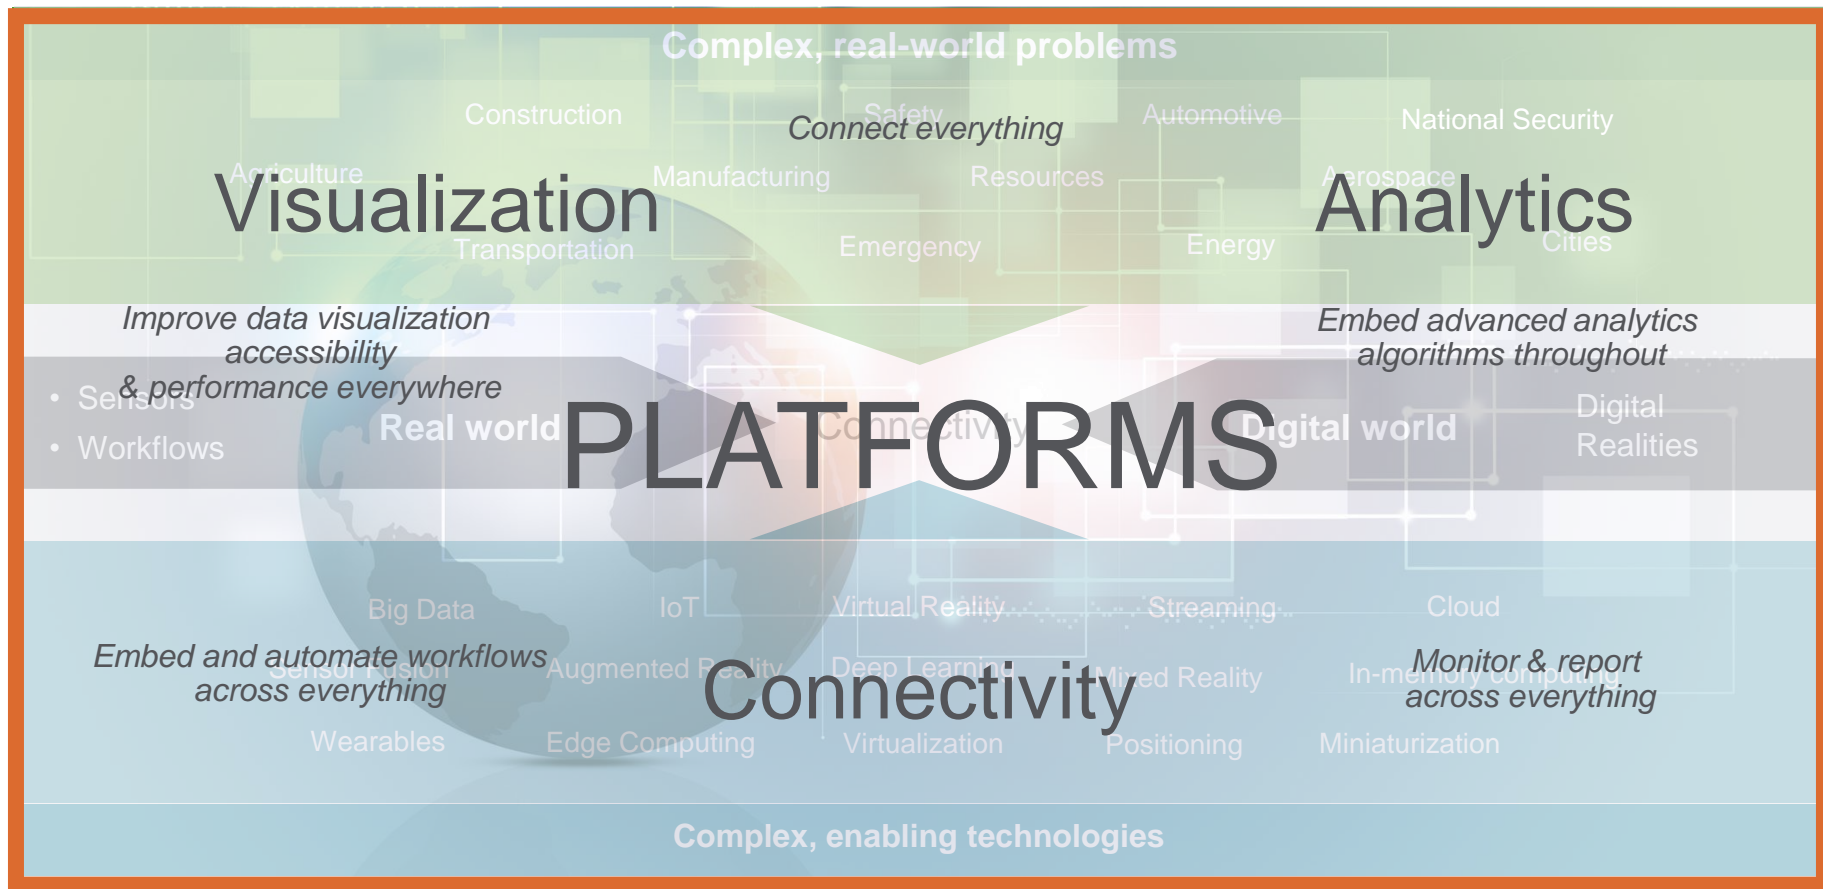 Complex, real-world problems
Construction
Safety
Automotive
National Security
Connect everything
Agriculture
Manufacturing
Resources
Aerospace
Visualization
Analytics
Transportation
Emergency
Energy
Cities
Improve data visualization
accessibility
& performance everywhere
Embed advanced analytics
algorithms throughout
• Sensors
• Workflows
Real world
Connectivity
PLATFORMS
Digital world
Digital
Realities
Big Data
IoT
Virtual Reality
Streaming
Cloud
Embed and automate workflows
across everything
Sensor Fusion
Augmented Reality
Deep Learning
Mixed Reality
In-memory computing
Connectivity
Monitor & report
across everything
Wearables
Edge Computing
Virtualization
Positioning
Miniaturization
Complex, enabling technologies